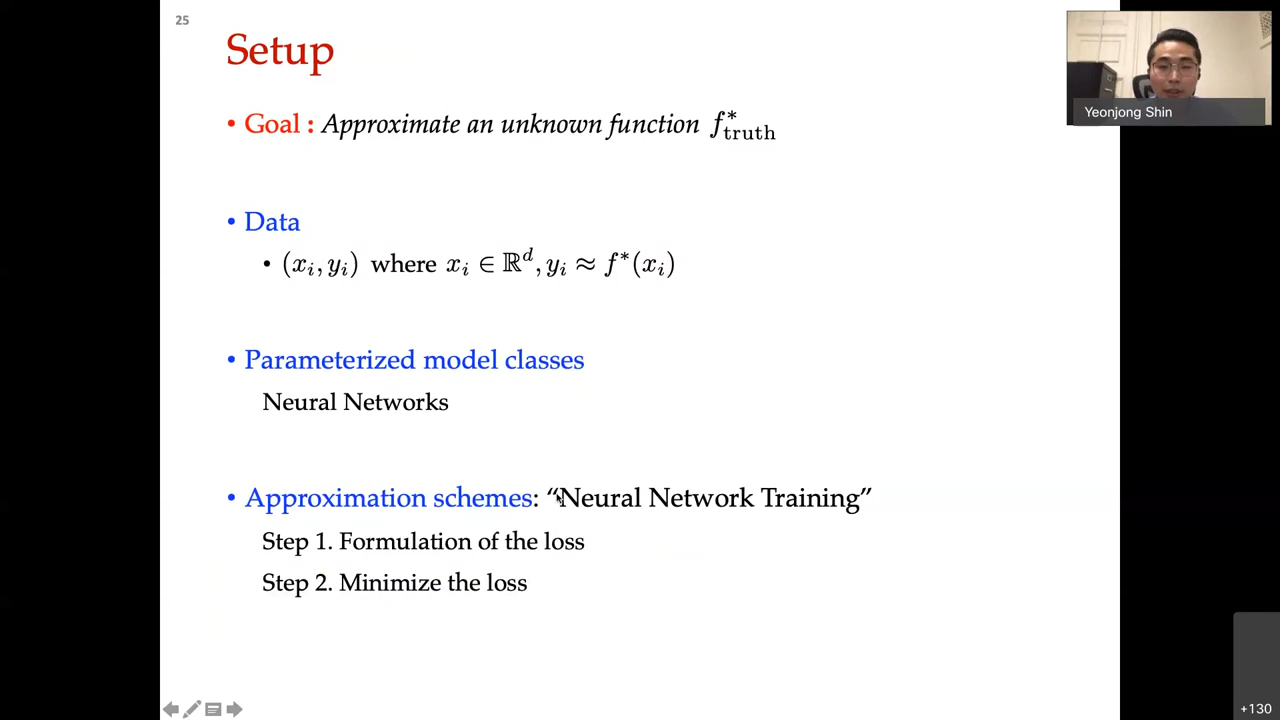 25
Setup
• Goal : Approximate an unknown function f*truth
• Data
• (xi, yi) where xi ∈ ℝᵈ, yi ≈ f*(xi)
• Parameterized model classes
Neural Networks
• Approximation schemes: “Neural Network Training”
Step 1. Formulation of the loss
Step 2. Minimize the loss
Yeonjong Shin
+130